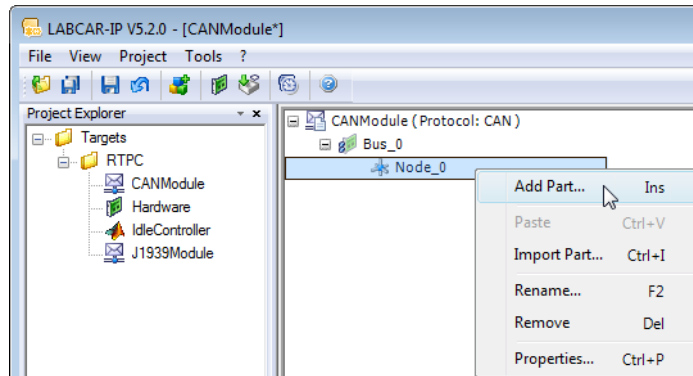 LABCAR-IP V5.2.0 - [CANModule*]
File View Project Tools ?
Project Explorer
Targets
RTPC
CANModule
Hardware
IdleController
J1939Module
CANModule (Protocol: CAN )
Bus_0
Node_0
Add Part... Ins
Paste Ctrl+V
Import Part... Ctrl+I
Rename... F2
Remove Del
Properties... Ctrl+P